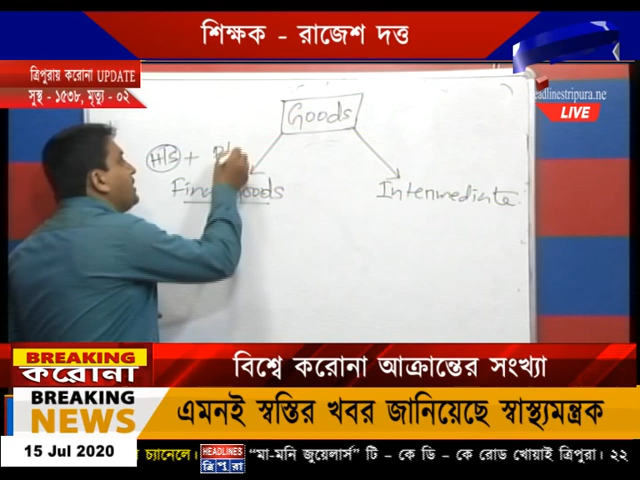 শিক্ষক - রাজেশ দত্ত
ত্রিপুরায় করোনা UPDATE
সুস্থ - ১৫৩৮, মৃত্যু - ০২
eadlinestripura.ne
LIVE
Goods
H/S +
Final Goods
Intermediate
BREAKING
করোনা
বিশ্বে করোনা আক্রান্তের সংখ্যা
BREAKING
NEWS
এমনই স্বস্তির খবর জানিয়েছে স্বাস্থ্যমন্ত্রক
15 Jul 2020
র চ্যানেলে।
HEADLINES
ত্রিপুরা
"মা-মনি জুয়েলার্স" টি - কে ডি - কে রোড খোয়াই ত্রিপুরা। ২২